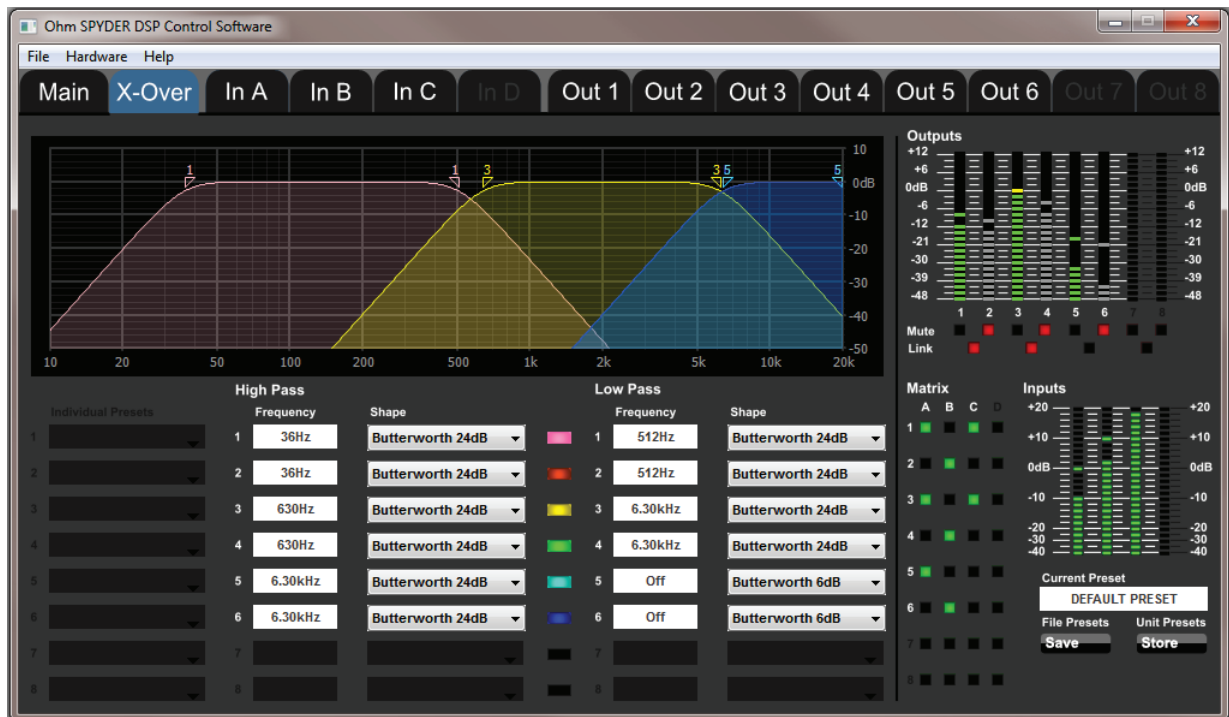 Ohm SPYDER DSP Control Software
File Hardware Help
Main X-Over In A In B In C In D Out 1 Out 2 Out 3 Out 4 Out 5 Out 6 Out 7 Out 8
1 1 3 3 5 5
10
0dB
-10
-20
-30
-40
-50
10 20 50 100 200 500 1k 2k 5k 10k 20k
Outputs
+12 +12
+6 +6
0dB 0dB
-6 -6
-12 -12
-21 -21
-30 -30
-39 -39
-48 -48
1 2 3 4 5 6 7 8
Mute
Link
High Pass Low Pass
Individual Presets Frequency Shape Frequency Shape
1 1 36Hz Butterworth 24dB 1 512Hz Butterworth 24dB
2 2 36Hz Butterworth 24dB 2 512Hz Butterworth 24dB
3 3 630Hz Butterworth 24dB 3 6.30kHz Butterworth 24dB
4 4 630Hz Butterworth 24dB 4 6.30kHz Butterworth 24dB
5 5 6.30kHz Butterworth 24dB 5 Off Butterworth 6dB
6 6 6.30kHz Butterworth 24dB 6 Off Butterworth 6dB
7 7 7
8 8 8
Matrix
A B C D
1
2
3
4
5
6
7
8
Inputs
+20 +20
+10 +10
0dB 0dB
-10 -10
-20 -20
-30 -30
-40 -40
Current Preset
DEFAULT PRESET
File Presets Unit Presets
Save Store